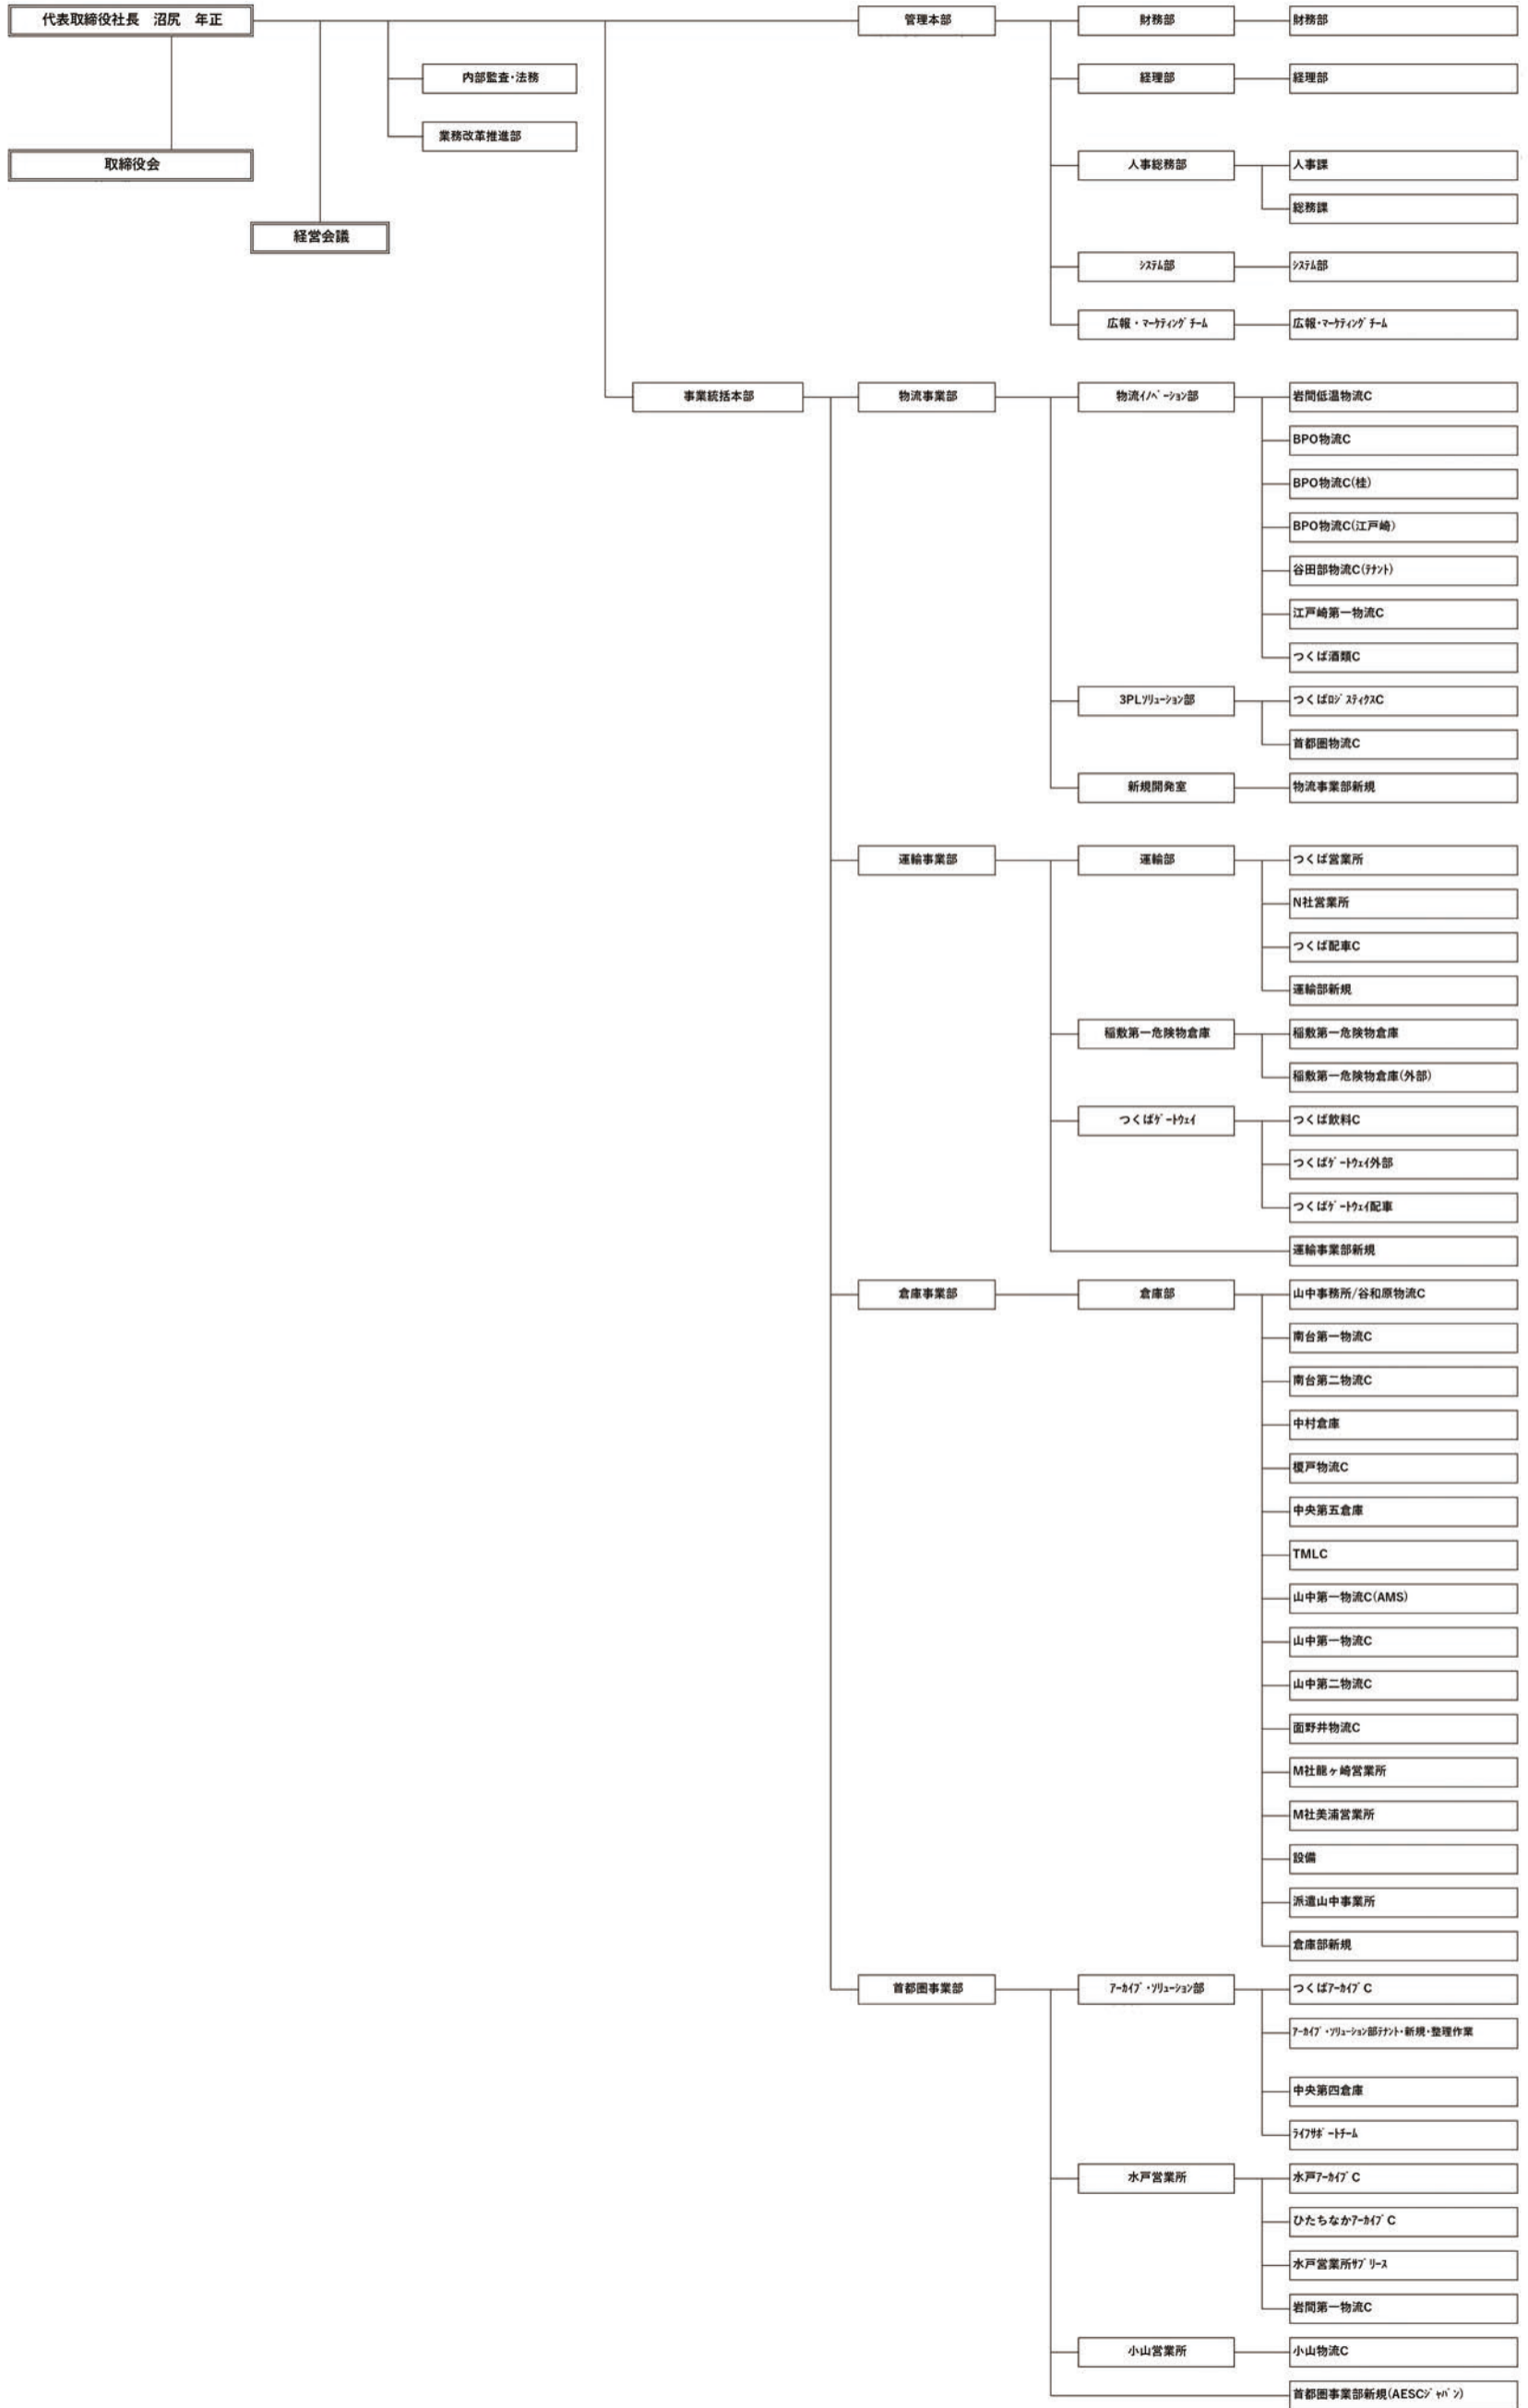 代表取締役社長　沼尻　年正
管理本部
財務部
財務部
内部監査･法務
経理部
経理部
業務改革推進部
取締役会
人事総務部
人事課
総務課
経営会議
ｼｽﾃﾑ部
ｼｽﾃﾑ部
広報・ﾏｰｹﾃｨﾝｸﾞﾁｰﾑ
広報･ﾏｰｹﾃｨﾝｸﾞﾁｰﾑ
事業統括本部
物流事業部
物流ｲﾉﾍﾞｰｼｮﾝ部
岩間低温物流C
BPO物流C
BPO物流C(桂)
BPO物流C(江戸崎)
谷田部物流C(ﾃﾅﾝﾄ)
江戸崎第一物流C
つくば酒類C
3PLｿﾘｭｰｼｮﾝ部
つくばﾛｼﾞｽﾃｨｸｽC
首都圏物流C
新規開発室
物流事業部新規
運輸事業部
運輸部
つくば営業所
N社営業所
つくば配車C
運輸部新規
稲敷第一危険物倉庫
稲敷第一危険物倉庫
稲敷第一危険物倉庫(外部)
つくばｹﾞｰﾄｳｪｲ
つくば飲料C
つくばｹﾞｰﾄｳｪｲ外部
つくばｹﾞｰﾄｳｪｲ配車
運輸事業部新規
倉庫事業部
倉庫部
山中事務所/谷和原物流C
南台第一物流C
南台第二物流C
中村倉庫
榎戸物流C
中央第五倉庫
TMLC
山中第一物流C(AMS)
山中第一物流C
山中第二物流C
面野井物流C
M社龍ヶ崎営業所
M社美浦営業所
設備
派遣山中事業所
倉庫部新規
首都圏事業部
ｱｰｶｲﾌﾞ･ｿﾘｭｰｼｮﾝ部
つくばｱｰｶｲﾌﾞC
ｱｰｶｲﾌﾞ･ｿﾘｭｰｼｮﾝ部ﾃﾅﾝﾄ･新規･整理作業
中央第四倉庫
ﾗｲﾌｻﾎﾟｰﾄﾁｰﾑ
水戸営業所
水戸ｱｰｶｲﾌﾞC
ひたちなかｱｰｶｲﾌﾞC
水戸営業所ｻﾌﾞﾘｰｽ
岩間第一物流C
小山営業所
小山物流C
首都圏事業部新規(AESCｼﾞｬﾊﾟﾝ)